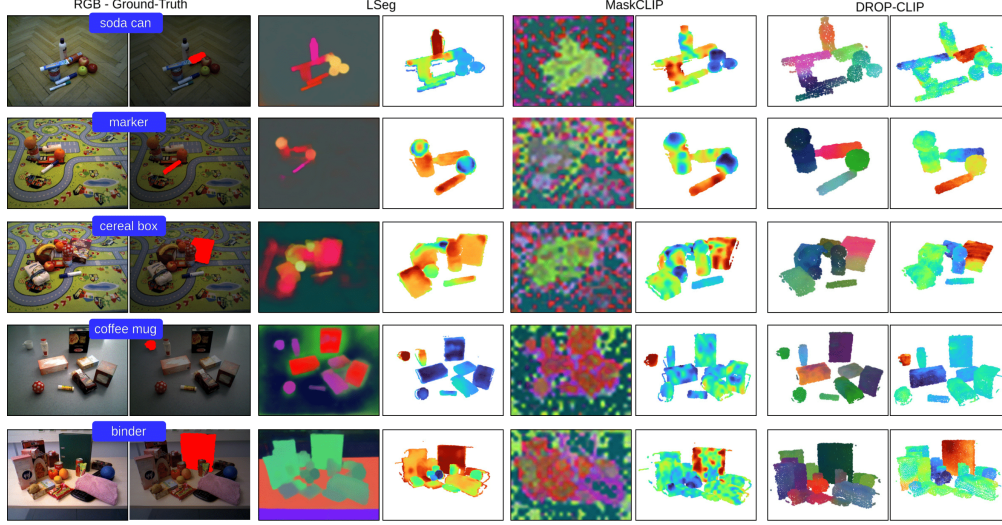 RGB - Ground-Truth
LSeg
MaskCLIP
DROP-CLIP
soda can
marker
cereal box
coffee mug
binder